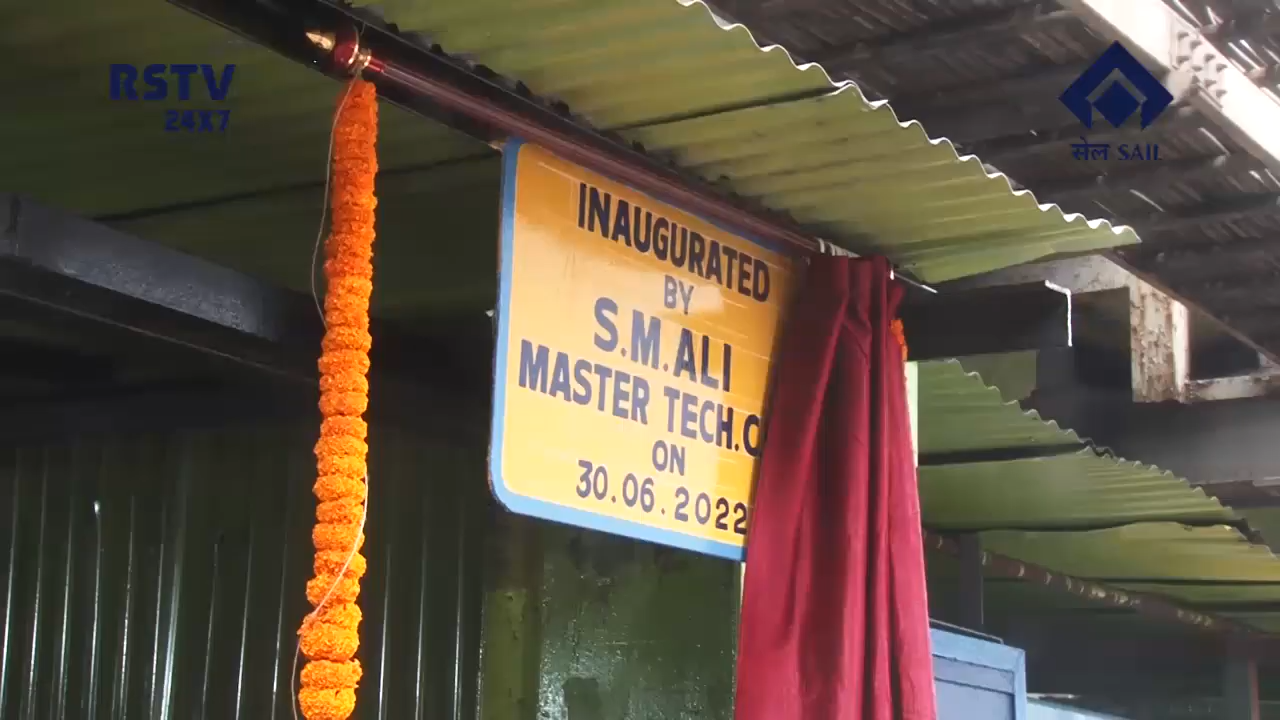 RSTV
24X7
सेल SAIL
INAUGURATED
BY
S.M.ALI
MASTER TECH.C
ON
30.06.2022